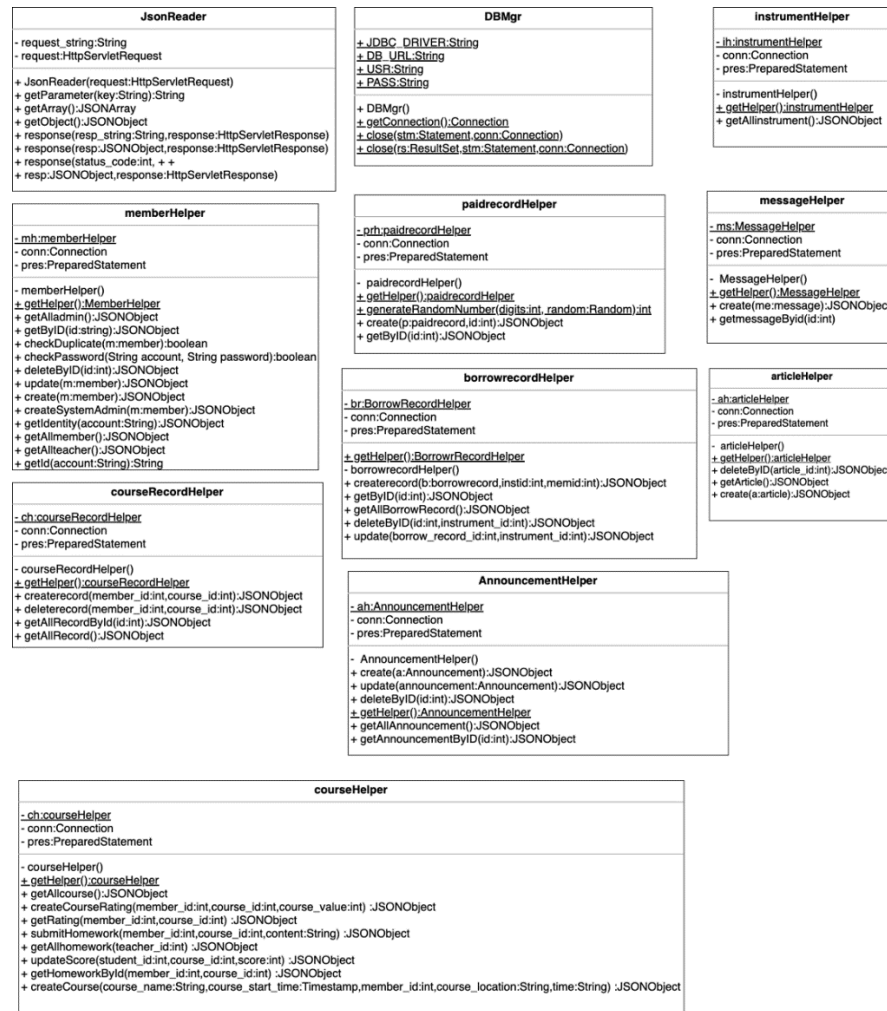 JsonReader
- request_string:String
- request:HttpServletRequest
+ JsonReader(request:HttpServletRequest)
+ getParameter(key:String):String
+ getArray():JSONArray
+ getObject():JSONObject
+ response(resp_string:String,response:HttpServletResponse)
+ response(resp:JSONObject,response:HttpServletResponse)
+ response(status_code:int, + +
+ resp:JSONObject,response:HttpServletResponse)
DBMgr
+ JDBC_DRIVER:String
+ DB_URL:String
+ USR:String
+ PASS:String
+ DBMgr()
+ getConnection():Connection
+ close(stm:Statement,conn:Connection)
+ close(rs:ResultSet,stm:Statement,conn:Connection)
instrumentHelper
- ih:instrumentHelper
- conn:Connection
- pres:PreparedStatement
- instrumentHelper()
+ getHelper():instrumentHelper
+ getAllinstrument():JSONObject
memberHelper
- mh:memberHelper
- conn:Connection
- pres:PreparedStatement
- memberHelper()
+ getHelper():MemberHelper
+ getAlladmin():JSONObject
+ getByID(id:string):JSONObject
+ checkDuplicate(m:member):boolean
+ checkPassword(String account, String password):boolean
+ deleteByID(id:int):JSONObject
+ update(m:member):JSONObject
+ create(m:member):JSONObject
+ createSystemAdmin(m:member):JSONObject
+ getIdentity(account:String):JSONObject
+ getAllmember():JSONObject
+ getAllteacher():JSONObject
+ getId(account:String):String
paidrecordHelper
- prh:paidrecordHelper
- conn:Connection
- pres:PreparedStatement
- paidrecordHelper()
+ getHelper():paidrecordHelper
+ generateRandomNumber(digits:int, random:Random):int
+ create(p:paidrecord,id:int):JSONObject
+ getByID(id:int):JSONObject
messageHelper
- ms:MessageHelper
- conn:Connection
- pres:PreparedStatement
- MessageHelper()
+ getHelper():MessageHelper
+ create(me:message):JSONObject
+ getmessageByid(id:int)
borrowrecordHelper
- br:BorrowRecordHelper
- conn:Connection
- pres:PreparedStatement
+ getHelper():BorrowrRecordHelper
- borrowrecordHelper()
+ createrecord(b:borrowrecord,instid:int,memid:int):JSONObject
+ getByID(id:int):JSONObject
+ getAllBorrowRecord():JSONObject
+ deleteByID(id:int,instrument_id:int):JSONObject
+ update(borrow_record_id:int,instrument_id:int):JSONObject
articleHelper
- ah:articleHelper
- conn:Connection
- pres:PreparedStatement
- articleHelper()
+ getHelper():articleHelper
+ deleteByID(article_id:int):JSONObject
+ getArticle():JSONObject
+ create(a:article):JSONObject
courseRecordHelper
- ch:courseRecordHelper
- conn:Connection
- pres:PreparedStatement
- courseRecordHelper()
+ getHelper():courseRecordHelper
+ createrecord(member_id:int,course_id:int):JSONObject
+ deleterecord(member_id:int,course_id:int):JSONObject
+ getAllRecordById(id:int):JSONObject
+ getAllRecord():JSONObject
AnnouncementHelper
- ah:AnnouncementHelper
- conn:Connection
- pres:PreparedStatement
- AnnouncementHelper()
+ create(a:Announcement):JSONObject
+ update(announcement:Announcement):JSONObject
+ deleteByID(id:int):JSONObject
+ getHelper():AnnouncementHelper
+ getAllAnnouncement():JSONObject
+ getAnnouncementByID(id:int):JSONObject
courseHelper
- ch:courseHelper
- conn:Connection
- pres:PreparedStatement
- courseHelper()
+ getHelper():courseHelper
+ getAllcourse():JSONObject
+ createCourseRating(member_id:int,course_id:int,course_value:int) :JSONObject
+ getRating(member_id:int,course_id:int) :JSONObject
+ submitHomework(member_id:int,course_id:int,content:String) :JSONObject
+ getAllhomework(teacher_id:int) :JSONObject
+ updateScore(student_id:int,course_id:int,score:int) :JSONObject
+ getHomeworkById(member_id:int,course_id:int) :JSONObject
+ createCourse(course_name:String,course_start_time:Timestamp,member_id:int,course_location:String,time:String) :JSONObject